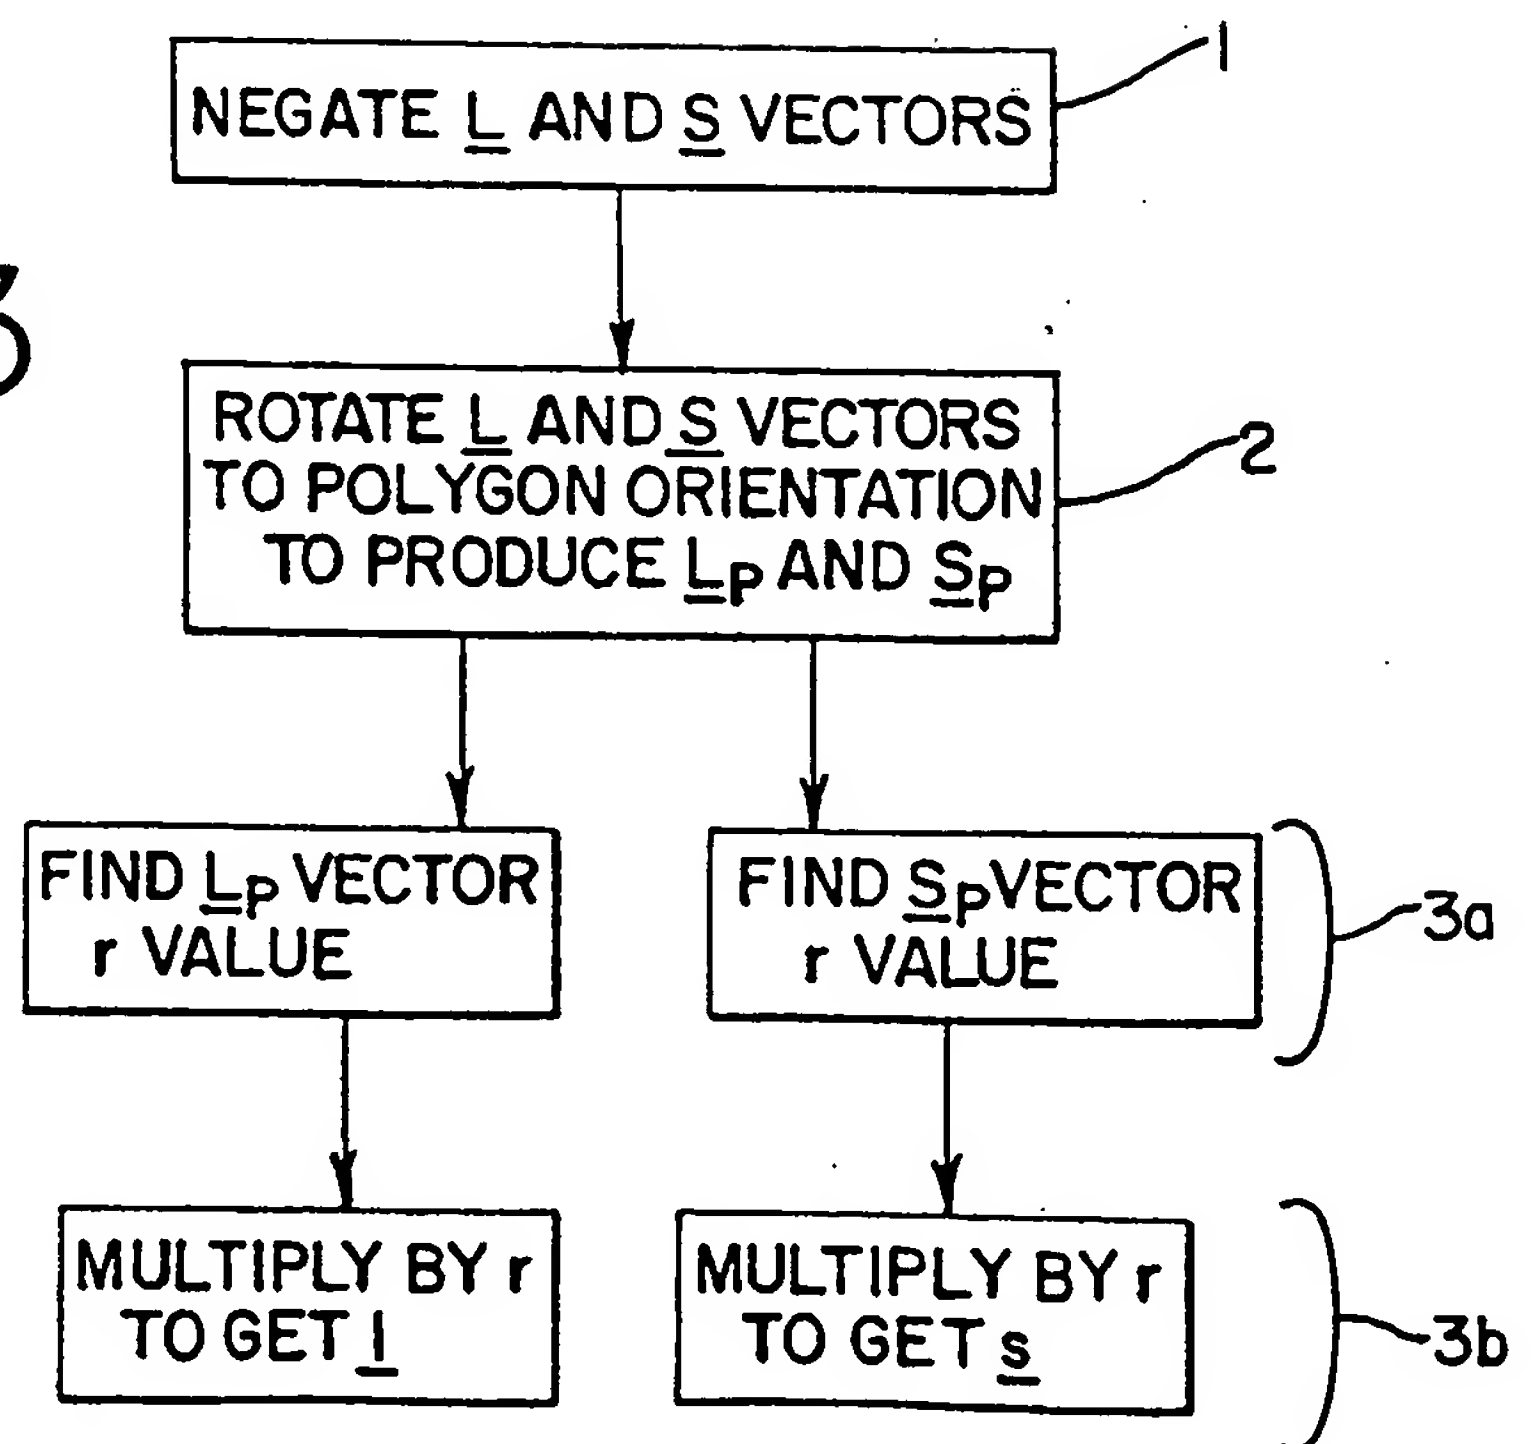 NEGATE L AND S VECTORS
1
3
ROTATE L AND S VECTORS
TO POLYGON ORIENTATION
TO PRODUCE LP AND SP
2
FIND LP VECTOR
r VALUE
FIND SP VECTOR
r VALUE
3a
MULTIPLY BY r
TO GET l
MULTIPLY BY r
TO GET s
3b